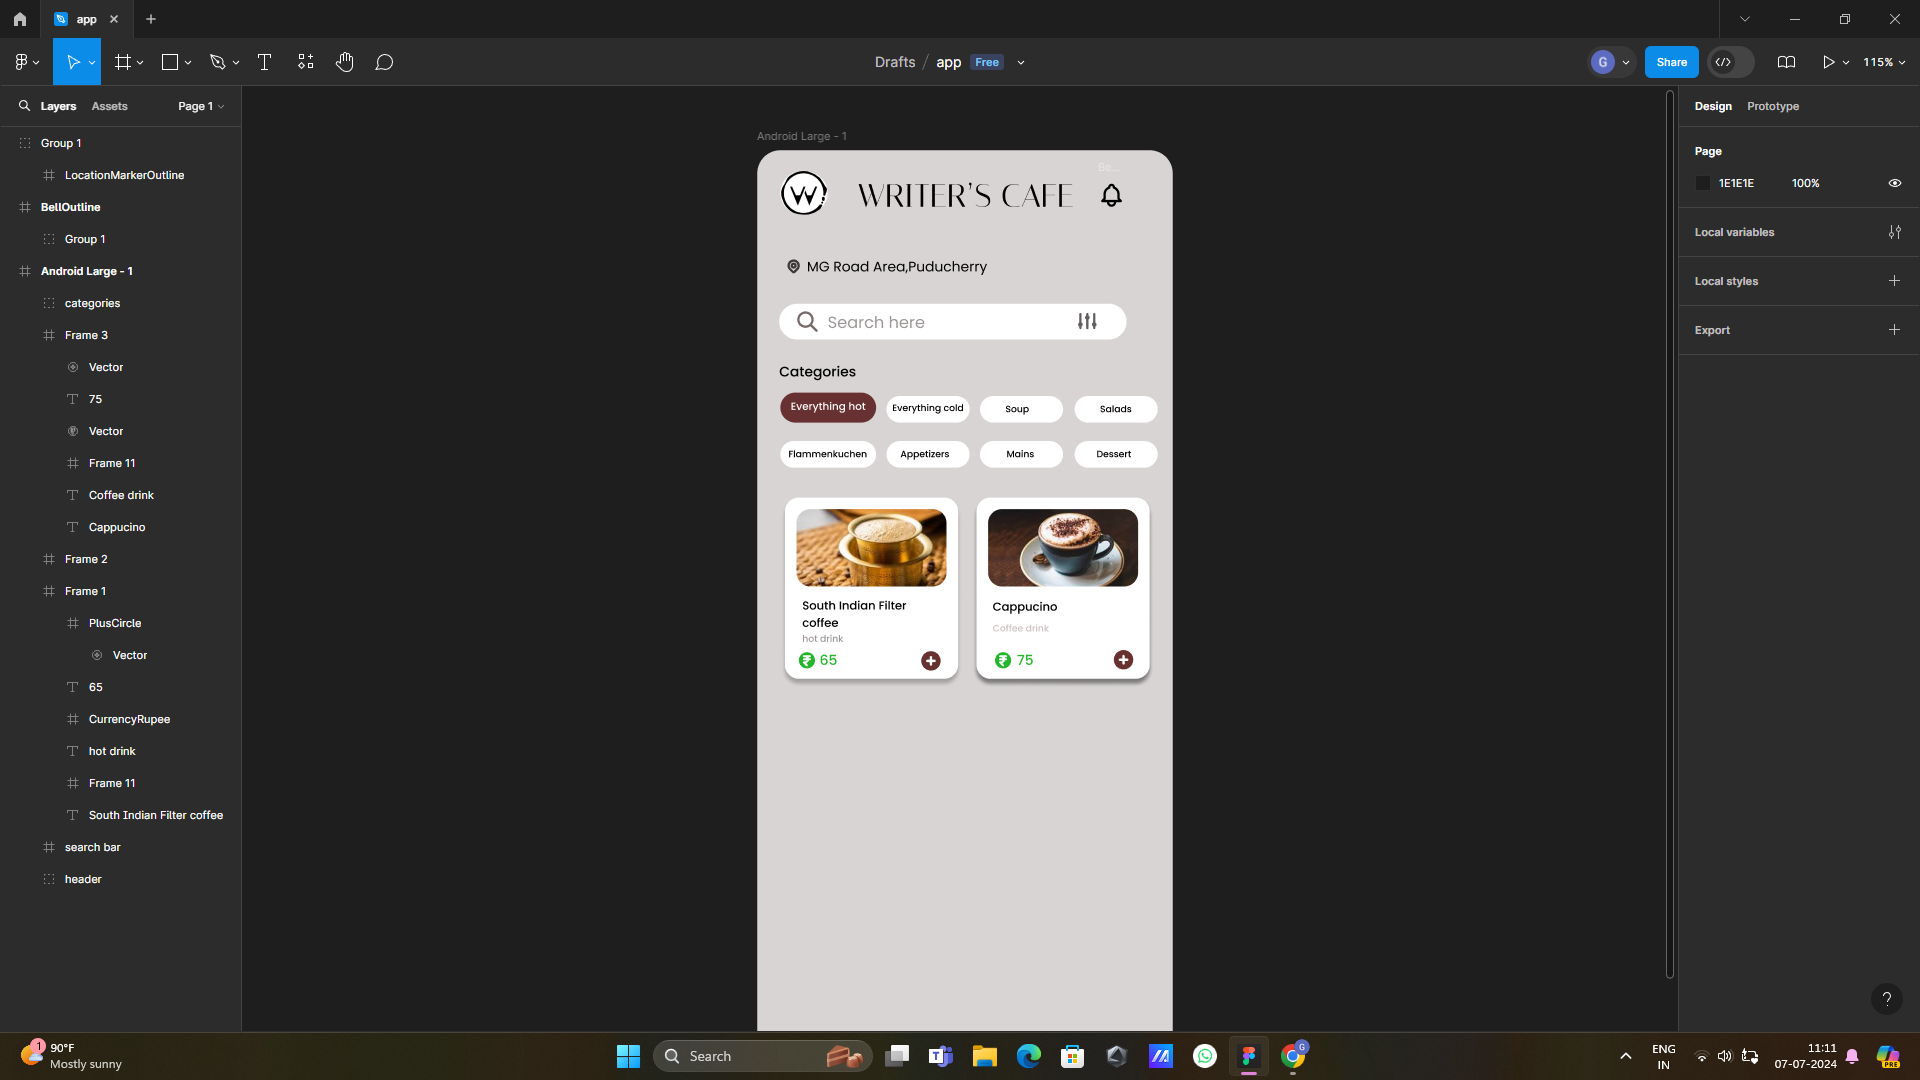 app
Drafts / app Free
G
Share
115%
Layers
Assets
Page 1
Design
Prototype
Group 1
LocationMarkerOutline
BellOutline
Group 1
Android Large - 1
categories
Frame 3
Vector
75
Vector
Frame 11
Coffee drink
Cappucino
Frame 2
Frame 1
PlusCircle
Vector
65
CurrencyRupee
hot drink
Frame 11
South Indian Filter coffee
search bar
header
Android Large - 1
Be...
W
WRITER'S CAFE
MG Road Area,Puducherry
Search here
Categories
Everything hot
Everything cold
Soup
Salads
Flammenkuchen
Appetizers
Mains
Dessert
South Indian Filter
coffee
hot drink
₹ 65
Cappucino
Coffee drink
₹ 75
Page
1E1E1E
100%
Local variables
Local styles
Export
?
1
90°F
Mostly sunny
Search
G
ENG
IN
11:11
07-07-2024
PRE